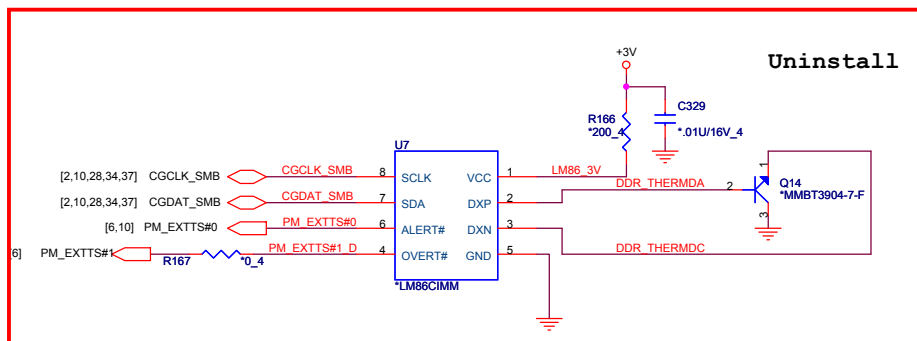 +3V
Uninstall
R166
*200_4
C329
*.01U/16V_4
U7
[2,10,28,34,37] CGCLK_SMB CGCLK_SMB 8 SCLK VCC 1 LM86_3V
[2,10,28,34,37] CGDAT_SMB CGDAT_SMB 7 SDA DXP 2 DDR_THERMDA 2
1
Q14
*MMBT3904-7-F
3
[6,10] PM_EXTTS#0 PM_EXTTS#0 6 ALERT# DXN 3 DDR_THERMDC
6] PM_EXTTS#1 R167 *0_4 PM_EXTTS#1_D 4 OVERT# GND 5
*LM86CIMM